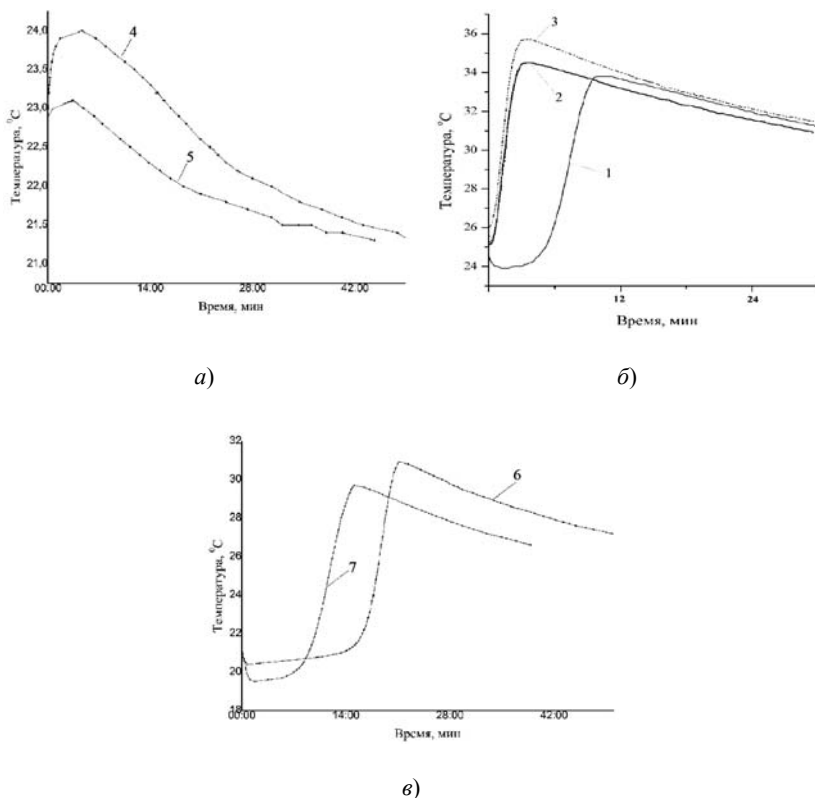 24,0
23,5
23,0
22,5
22,0
21,5
21,0
00:00 14:00 28:00 42:00
Температура, ⁰С
Время, мин
4
5
а)
36
34
32
30
28
26
24
12 24
Температура, ⁰С
Время, мин
3
2
1
б)
32
30
28
26
24
22
20
18
00:00 14:00 28:00 42:00
Температура, ⁰С
Время, мин
6
7
в)